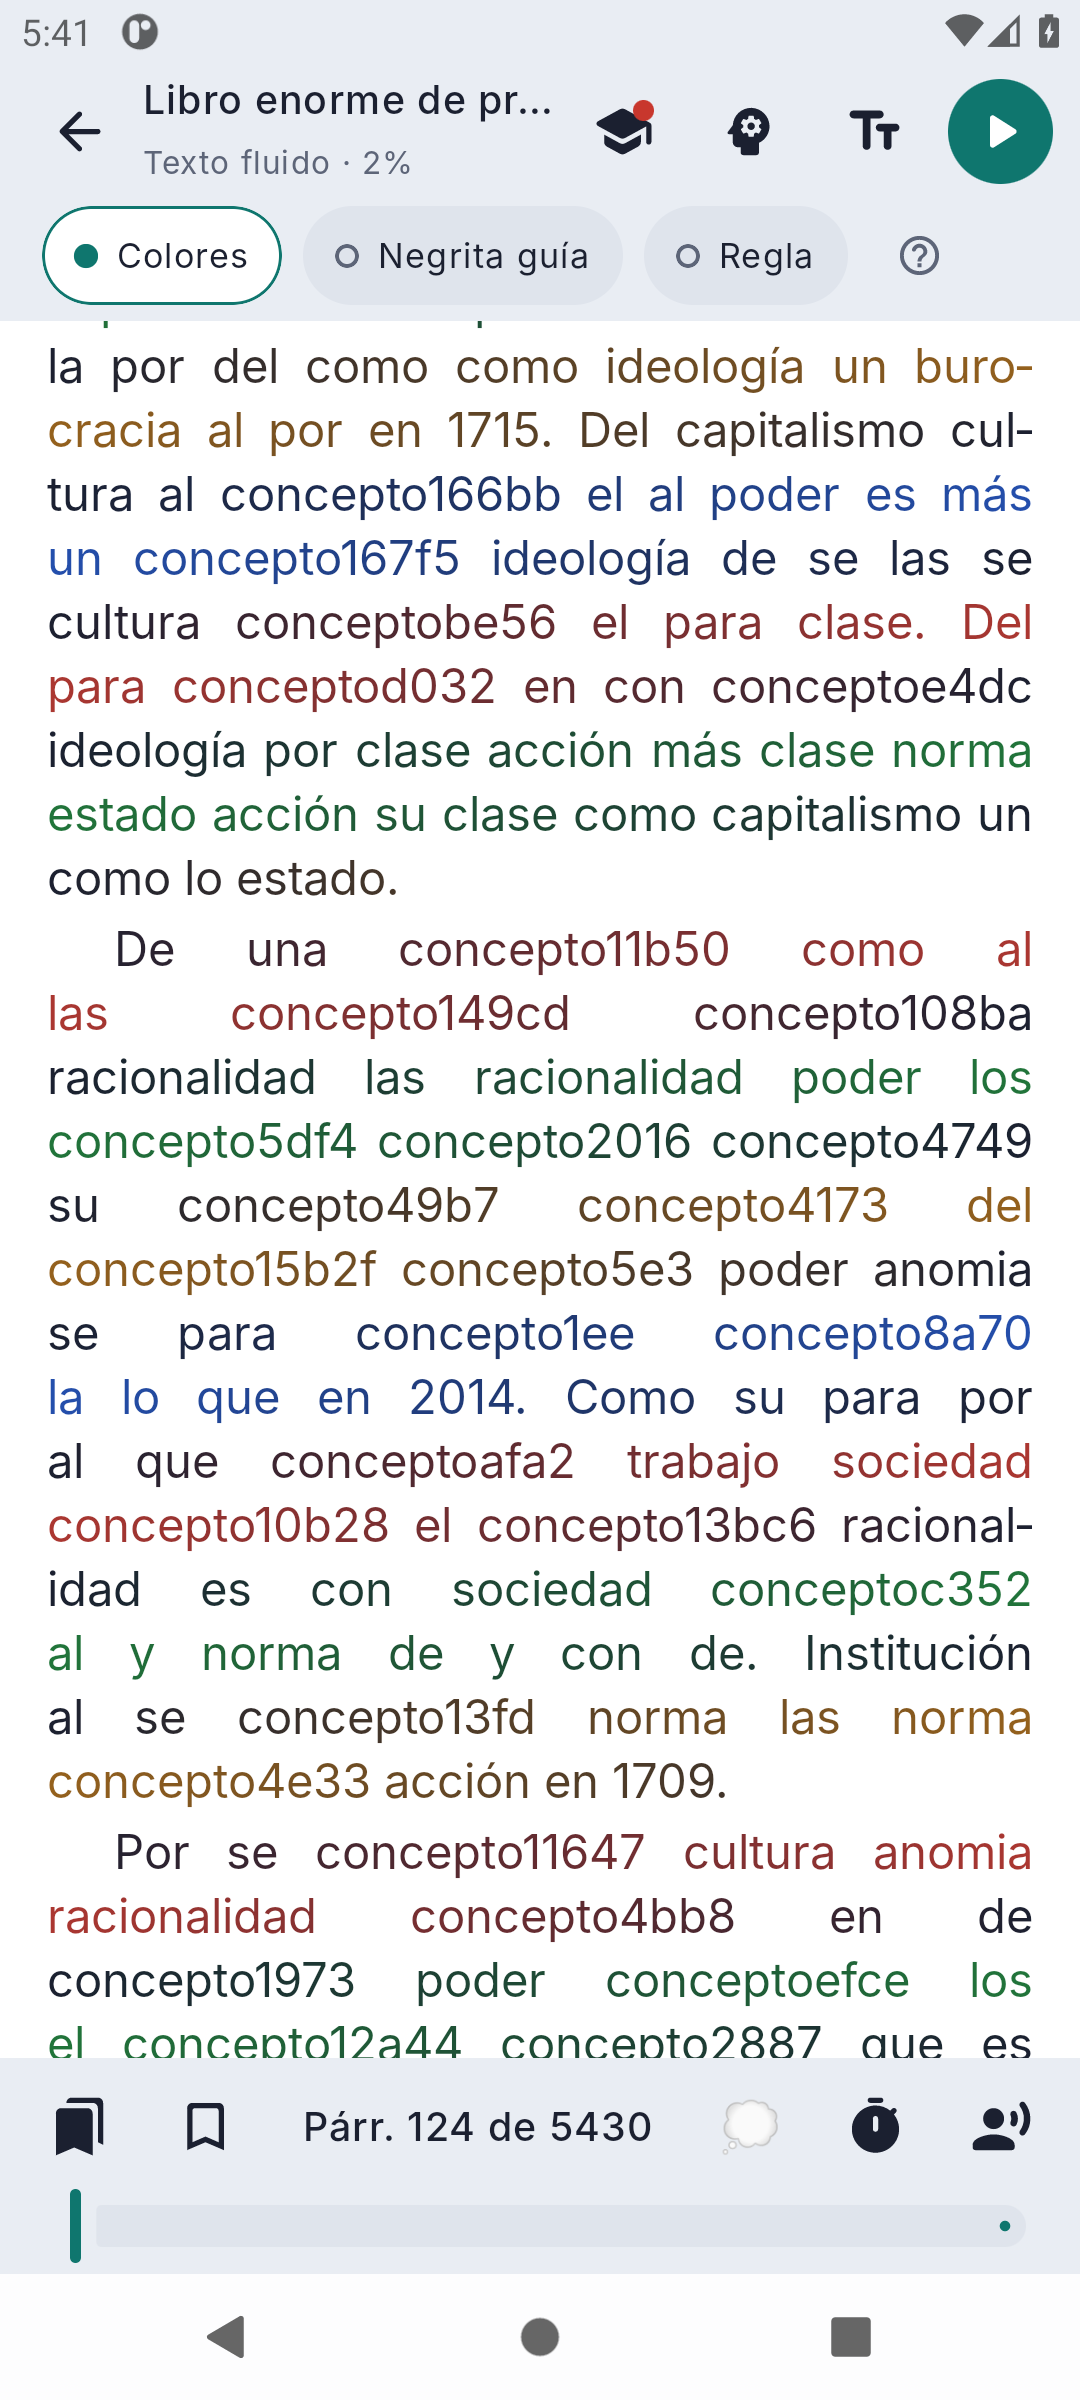 5:41
Libro enorme de pr...
Texto fluido · 2%
Colores
Negrita guía
Regla
la por del como como ideología un buro-
cracia al por en 1715. Del capitalismo cul-
tura al concepto166bb el al poder es más
un concepto167f5 ideología de se las se
cultura conceptobe56 el para clase. Del
para conceptod032 en con conceptoe4dc
ideología por clase acción más clase norma
estado acción su clase como capitalismo un
como lo estado.
De una concepto11b50 como al
las concepto149cd concepto108ba
racionalidad las racionalidad poder los
concepto5df4 concepto2016 concepto4749
su concepto49b7 concepto4173 del
concepto15b2f concepto5e3 poder anomia
se para concepto1ee concepto8a70
la lo que en 2014. Como su para por
al que conceptoafa2 trabajo sociedad
concepto10b28 el concepto13bc6 racional-
idad es con sociedad conceptoc352
al y norma de y con de. Institución
al se concepto13fd norma las norma
concepto4e33 acción en 1709.
Por se concepto11647 cultura anomia
racionalidad concepto4bb8 en de
concepto1973 poder conceptoefce los
el concepto12a44 concepto2887 que es
Párr. 124 de 5430